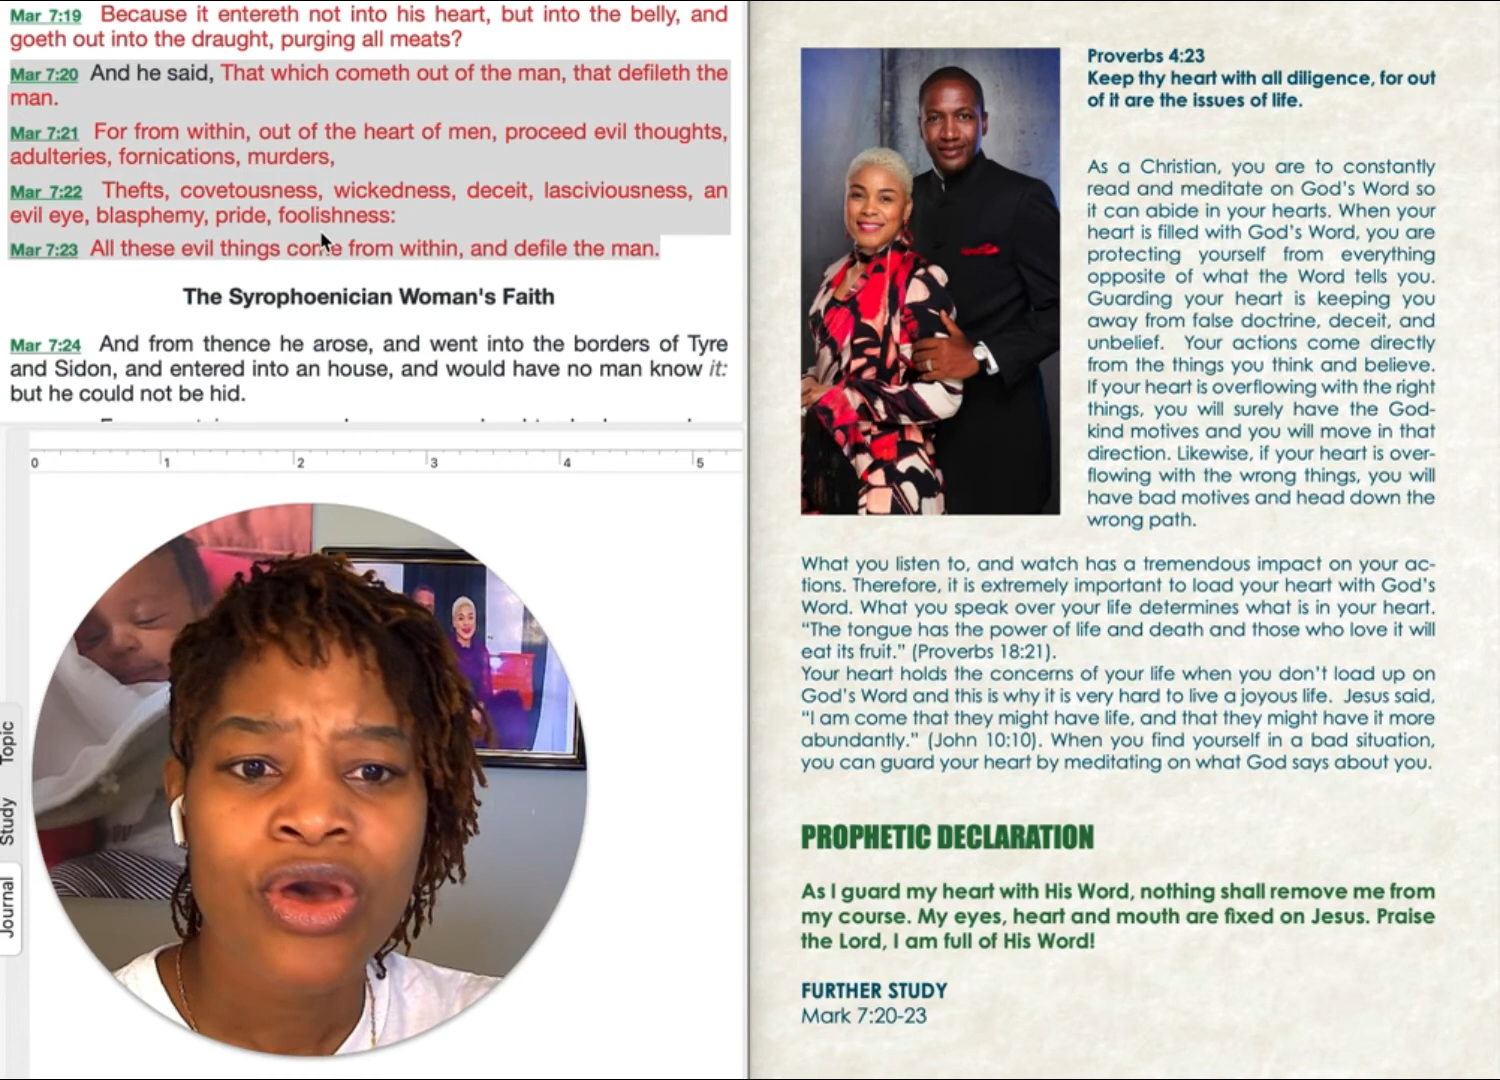 Mar 7:19 Because it entereth not into his heart, but into the belly, and
goeth out into the draught, purging all meats?
Mar 7:20 And he said, That which cometh out of the man, that defileth the
man.
Mar 7:21 For from within, out of the heart of men, proceed evil thoughts,
adulteries, fornications, murders,
Mar 7:22 Thefts, covetousness, wickedness, deceit, lasciviousness, an
evil eye, blasphemy, pride, foolishness:
Mar 7:23 All these evil things come from within, and defile the man.
The Syrophoenician Woman's Faith
Mar 7:24 And from thence he arose, and went into the borders of Tyre
and Sidon, and entered into an house, and would have no man know it:
but he could not be hid.
0 1 2 3 4 5
Topic
Study
Journal
Proverbs 4:23
Keep thy heart with all diligence, for out
of it are the issues of life.
As a Christian, you are to constantly
read and meditate on God's Word so
it can abide in your hearts. When your
heart is filled with God's Word, you are
protecting yourself from everything
opposite of what the Word tells you.
Guarding your heart is keeping you
away from false doctrine, deceit, and
unbelief. Your actions come directly
from the things you think and believe.
If your heart is overflowing with the right
things, you will surely have the God-
kind motives and you will move in that
direction. Likewise, if your heart is over-
flowing with the wrong things, you will
have bad motives and head down the
wrong path.
What you listen to, and watch has a tremendous impact on your ac-
tions. Therefore, it is extremely important to load your heart with God's
Word. What you speak over your life determines what is in your heart.
"The tongue has the power of life and death and those who love it will
eat its fruit." (Proverbs 18:21).
Your heart holds the concerns of your life when you don't load up on
God's Word and this is why it is very hard to live a joyous life. Jesus said,
"I am come that they might have life, and that they might have it more
abundantly." (John 10:10). When you find yourself in a bad situation,
you can guard your heart by meditating on what God says about you.
PROPHETIC DECLARATION
As I guard my heart with His Word, nothing shall remove me from
my course. My eyes, heart and mouth are fixed on Jesus. Praise
the Lord, I am full of His Word!
FURTHER STUDY
Mark 7:20-23